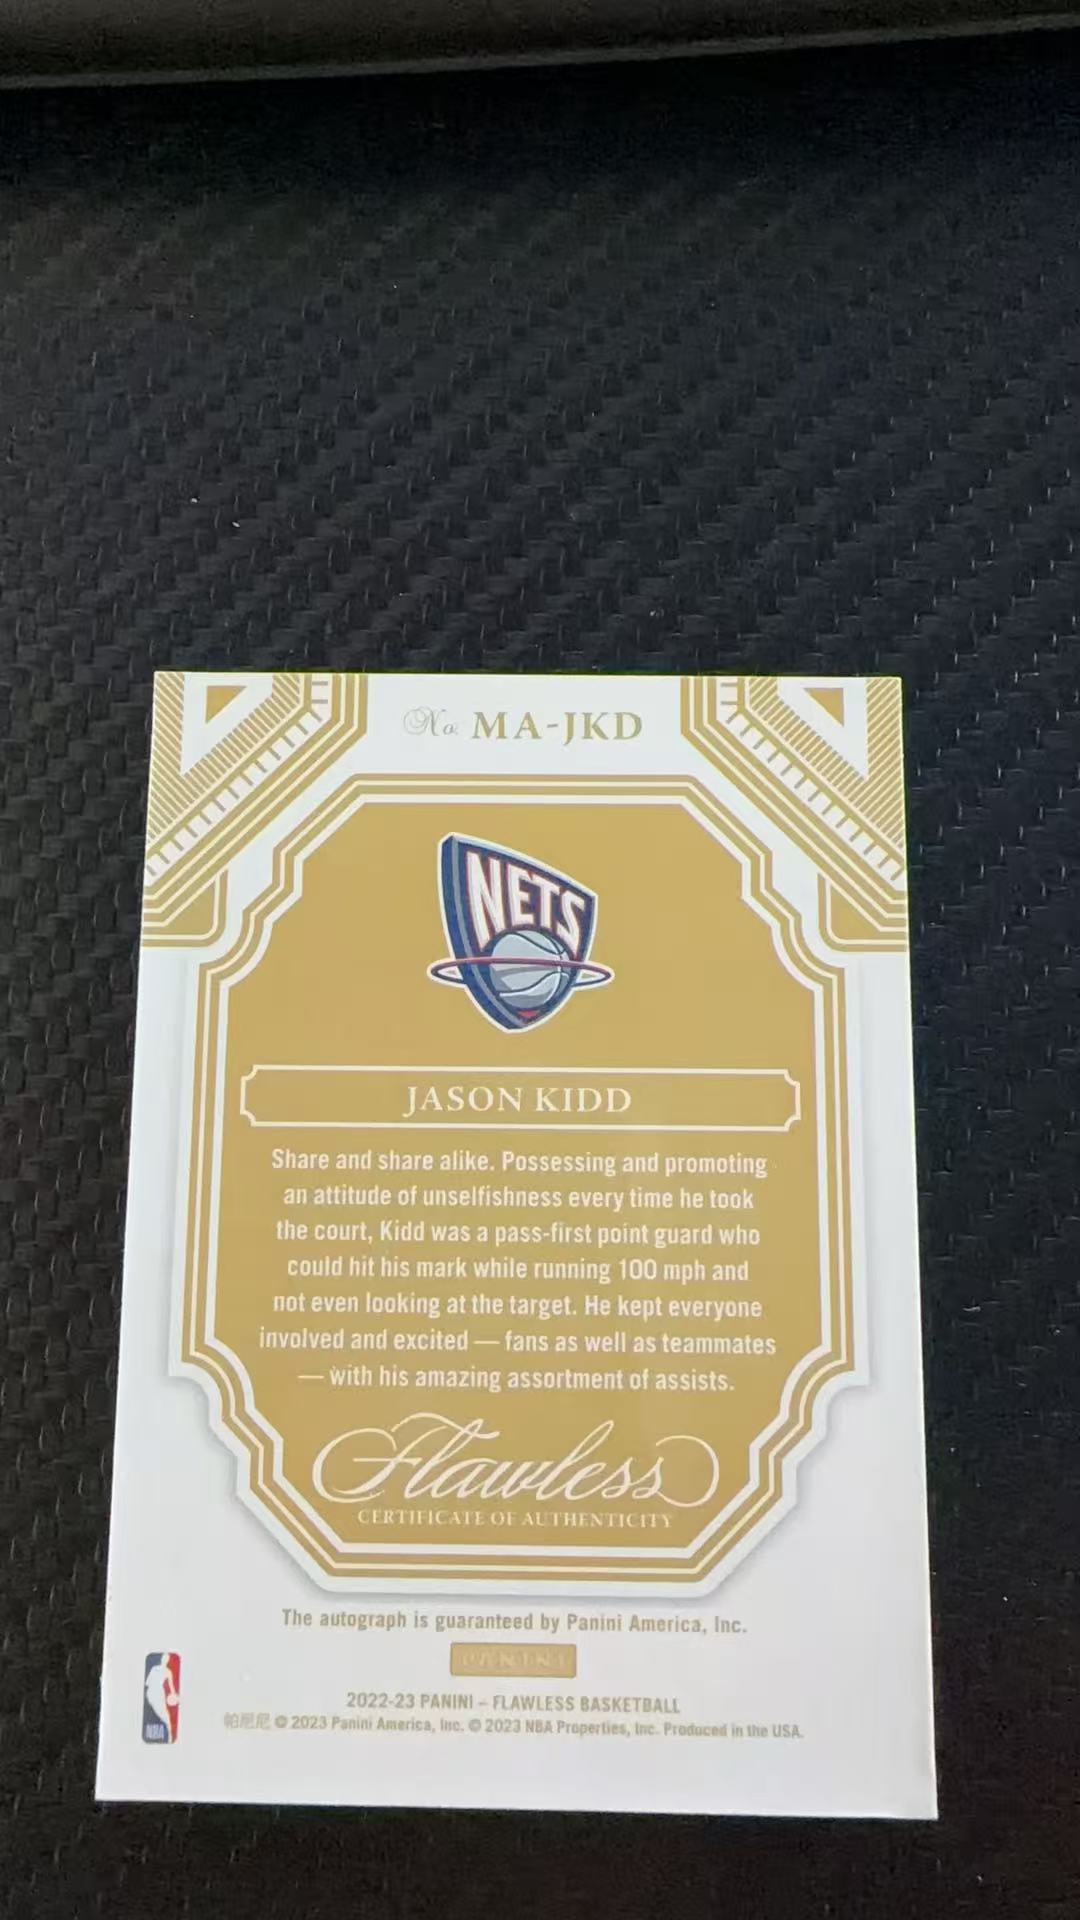 No. MA-JKD
NETS
JASON KIDD
Share and share alike. Possessing and promoting
an attitude of unselfishness every time he took
the court, Kidd was a pass-first point guard who
could hit his mark while running 100 mph and
not even looking at the target. He kept everyone
involved and excited — fans as well as teammates
— with his amazing assortment of assists.
Flawless
CERTIFICATE OF AUTHENTICITY
The autograph is guaranteed by Panini America, Inc.
PANINI
NBA
2022-23 PANINI – FLAWLESS BASKETBALL
帕尼尼 © 2023 Panini America, Inc. © 2023 NBA Properties, Inc. Produced in the USA.